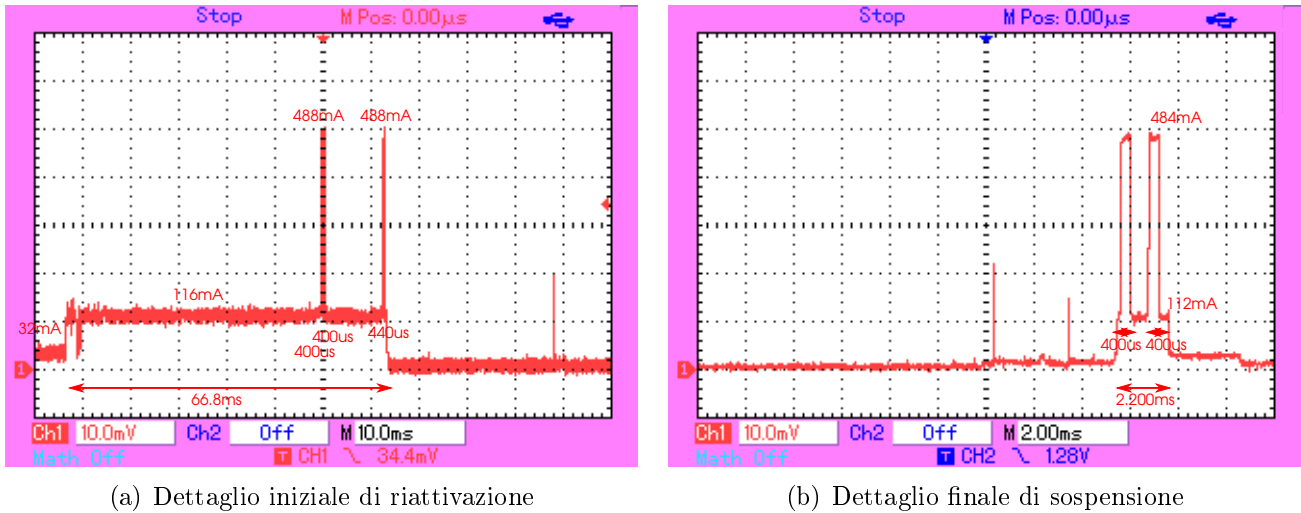 Stop M Pos: 0.00µs
488mA 488mA
116mA
32mA
400us 440us
400us
1
66.8ms
Ch1 10.0mV Ch2 Off M 10.0ms
Math Off T CH1 34.4mV
(a) Dettaglio iniziale di riattivazione
Stop M Pos: 0.00µs
484mA
112mA
400us 400us
1
2.200ms
Ch1 10.0mV Ch2 Off M 2.00ms
Math Off T CH2 1.28V
(b) Dettaglio finale di sospensione